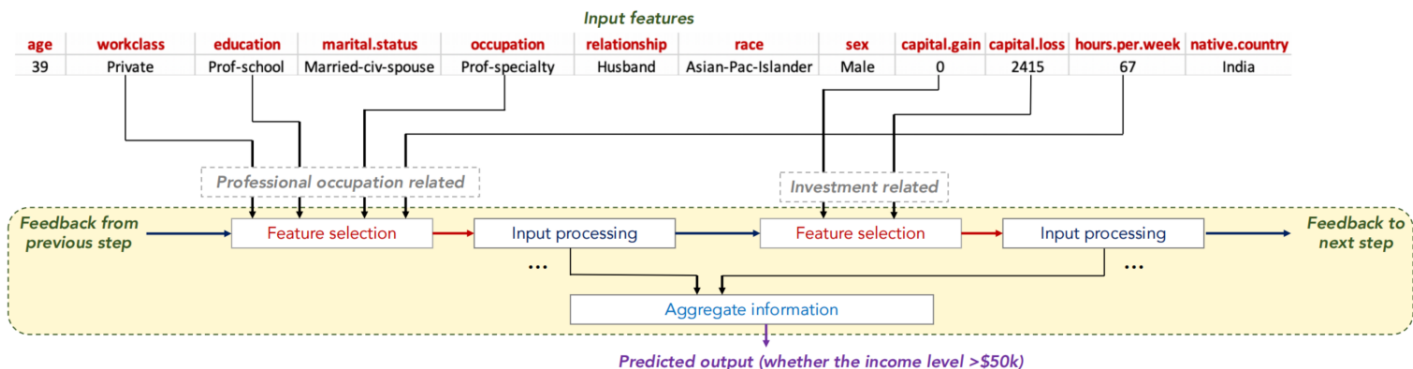 Input features
age workclass education marital.status occupation relationship race sex capital.gain capital.loss hours.per.week native.country
39 Private Prof-school Married-civ-spouse Prof-specialty Husband Asian-Pac-Islander Male 0 2415 67 India
Professional occupation related
Investment related
Feedback from
previous step
Feature selection
Input processing
Feature selection
Input processing
Feedback to
next step
...
...
Aggregate information
Predicted output (whether the income level >$50k)